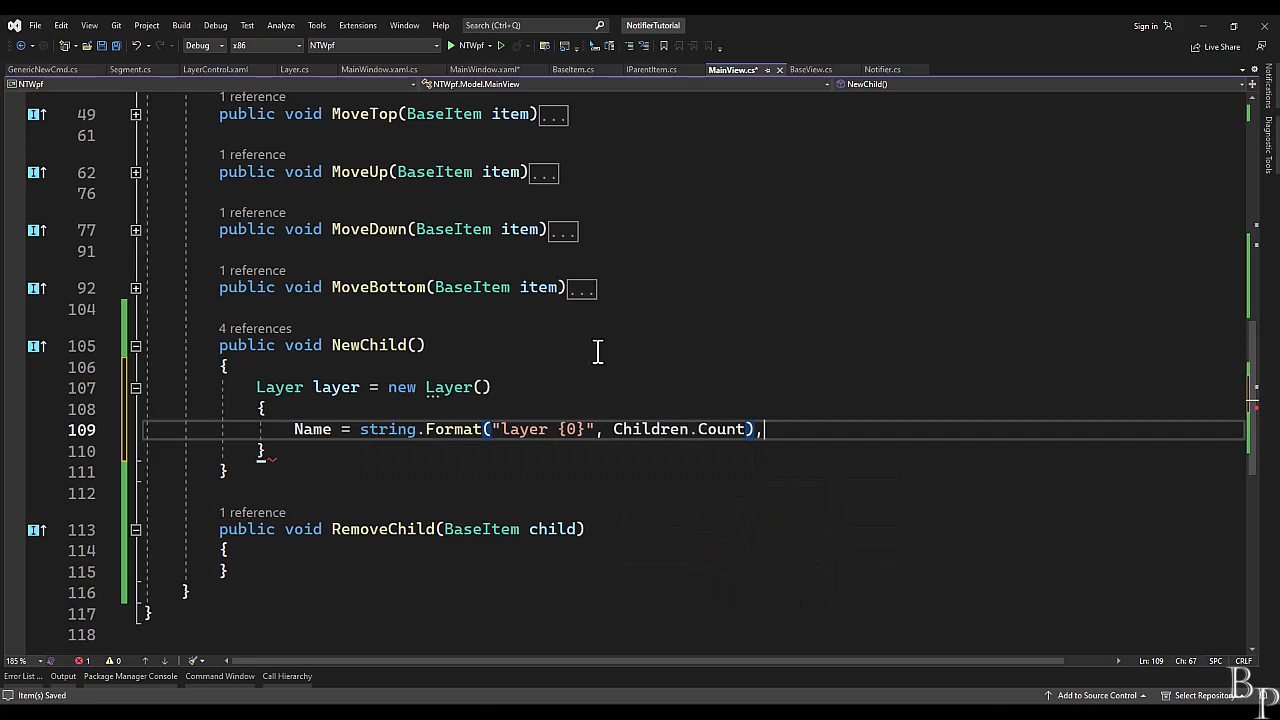 File Edit View Git Project Build Debug Test Analyze Tools Extensions Window Help Search (Ctrl+Q) NotifierTutorial Sign in
Debug x86 NTWpf NTWpf Live Share
GenericNewCmd.cs Segment.cs LayerControl.xaml Layer.cs MainWindow.xaml.cs MainWindow.xaml* BaseItem.cs IParentItem.cs MainView.cs* BaseView.cs Notifier.cs
NTWpf NTWpf.Model.MainView NewChild()
Notifications
Diagnostic Tools
1 reference
49 public void MoveTop(BaseItem item)...
61
1 reference
62 public void MoveUp(BaseItem item)...
76
1 reference
77 public void MoveDown(BaseItem item)...
91
1 reference
92 public void MoveBottom(BaseItem item)...
104
4 references
105 public void NewChild()
106 {
107 Layer layer = new Layer()
108 {
109 Name = string.Format("layer {0}", Children.Count),
110 }
111 }
112
1 reference
113 public void RemoveChild(BaseItem child)
114 {
115 }
116 }
117 }
118
185 % 1 0 Ln: 109 Ch: 67 SPC CRLF
Error List ... Output Package Manager Console Command Window Call Hierarchy
Item(s) Saved Add to Source Control Select Repository
B P